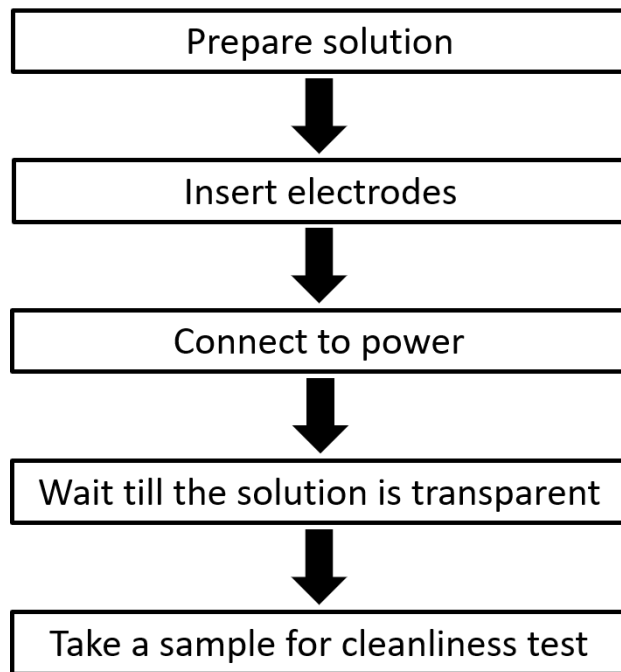 Prepare solution
Insert electrodes
Connect to power
Wait till the solution is transparent
Take a sample for cleanliness test